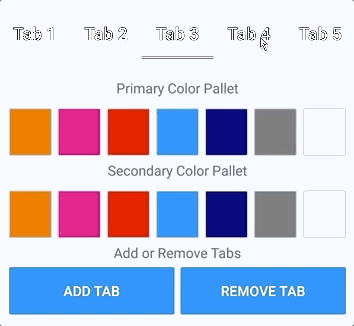 Tab 1 Tab 2 Tab 3 Tab 4 Tab 5
Primary Color Pallet
Secondary Color Pallet
Add or Remove Tabs
ADD TAB REMOVE TAB